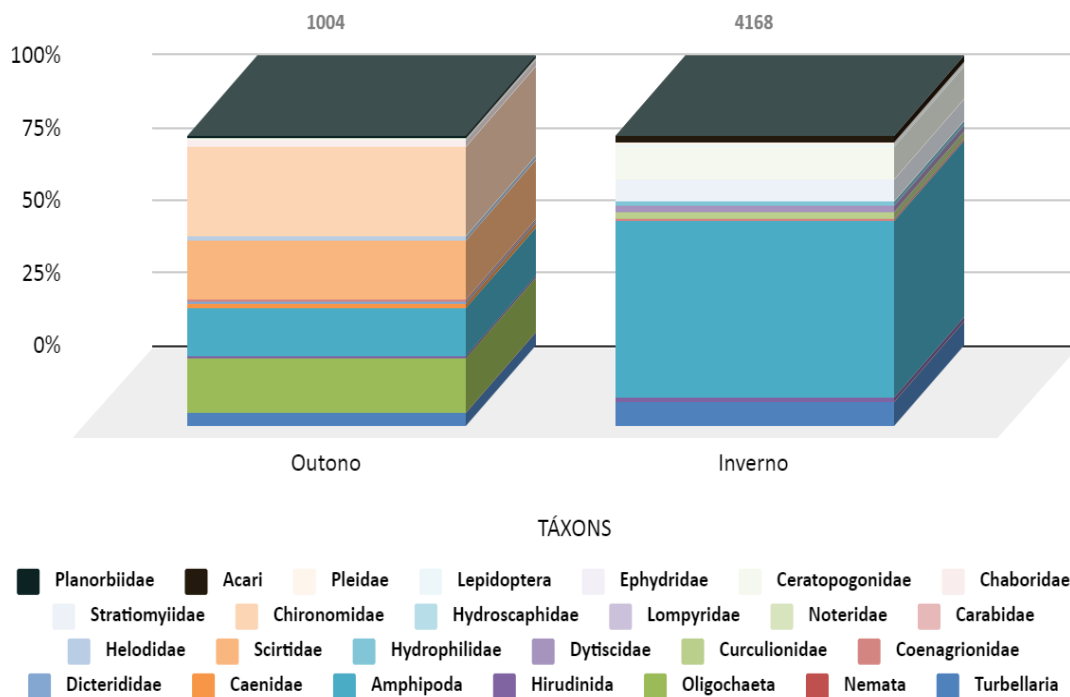 1004 4168
100%
75%
50%
25%
0%
Outono Inverno
TÁXONS
Planorbiidae Acari Pleidae Lepidoptera Ephydridae Ceratopogonidae Chaboridae
Stratiomyiidae Chironomidae Hydroscaphidae Lompyridae Noteridae Carabidae
Helodidae Scirtidae Hydrophilidae Dytiscidae Curculionidae Coenagrionidae
Dicterididae Caenidae Amphipoda Hirudinida Oligochaeta Nemata Turbellaria